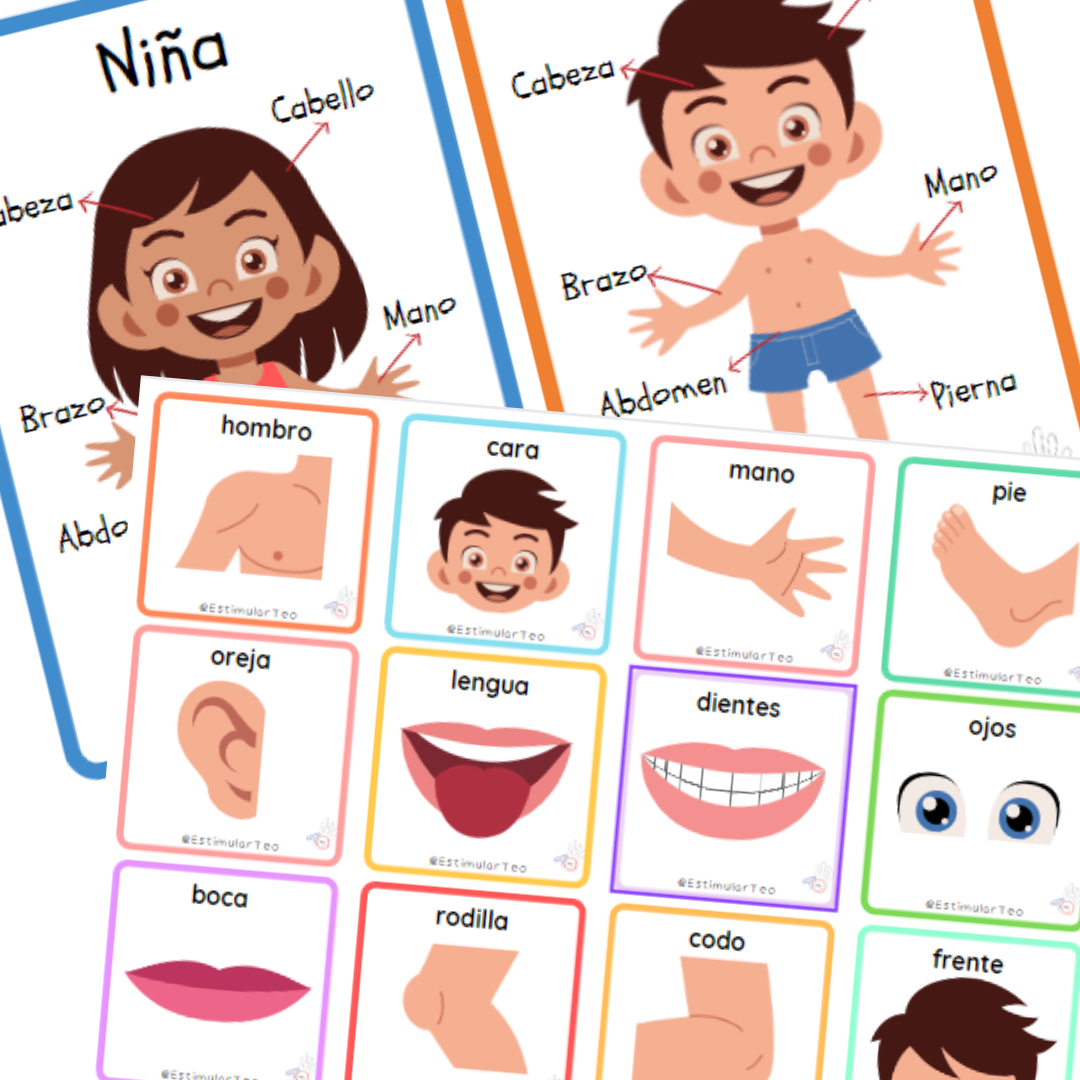 Niña
Cabello
abeza
Mano
Brazo
Abdo
Cabeza
Mano
Brazo
Abdomen
Pierna
hombro
@EstimularTeo
cara
@EstimularTeo
mano
@EstimularTeo
pie
@EstimularTeo
oreja
@EstimularTeo
lengua
@EstimularTeo
dientes
@EstimularTeo
ojos
@EstimularTeo
boca
@EstimularTeo
rodilla
codo
frente